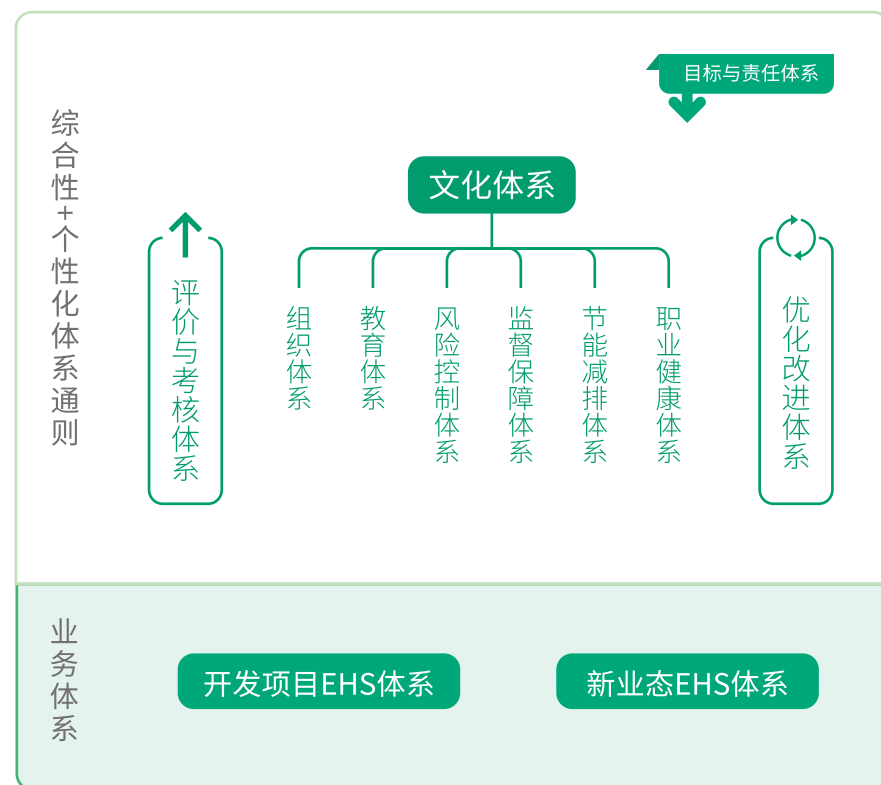 目标与责任体系
综合性+个性化体系通则
文化体系
评价与考核体系
组织体系
教育体系
风险控制体系
监督保障体系
节能减排体系
职业健康体系
优化改进体系
业务体系
开发项目EHS体系
新业态EHS体系